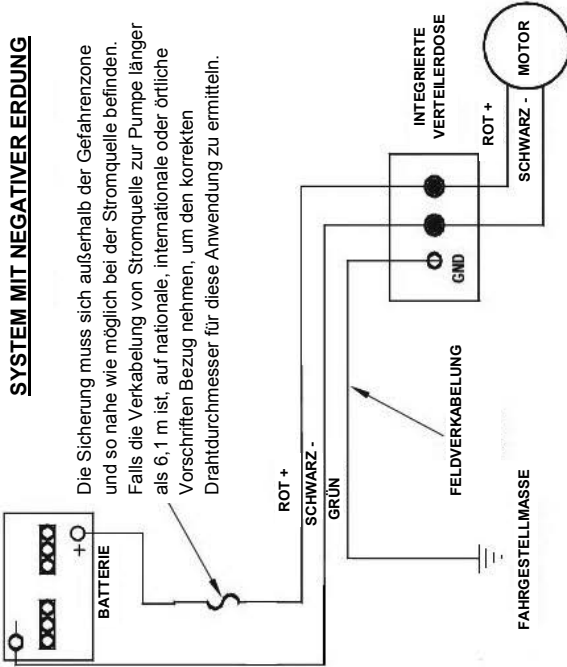 SYSTEM MIT NEGATIVER ERDUNG
Die Sicherung muss sich außerhalb der Gefahrenzone
und so nahe wie möglich bei der Stromquelle befinden.
Falls die Verkabelung von Stromquelle zur Pumpe länger
als 6,1 m ist, auf nationale, internationale oder örtliche
Vorschriften Bezug nehmen, um den korrekten
Drahtdurchmesser für diese Anwendung zu ermitteln.
-
+
BATTERIE
ROT +
SCHWARZ -
GRÜN
INTEGRIERTE
VERTEILERDOSE
GND
ROT +
SCHWARZ -
MOTOR
FELDVERKABELUNG
FAHRGESTELLMASSE